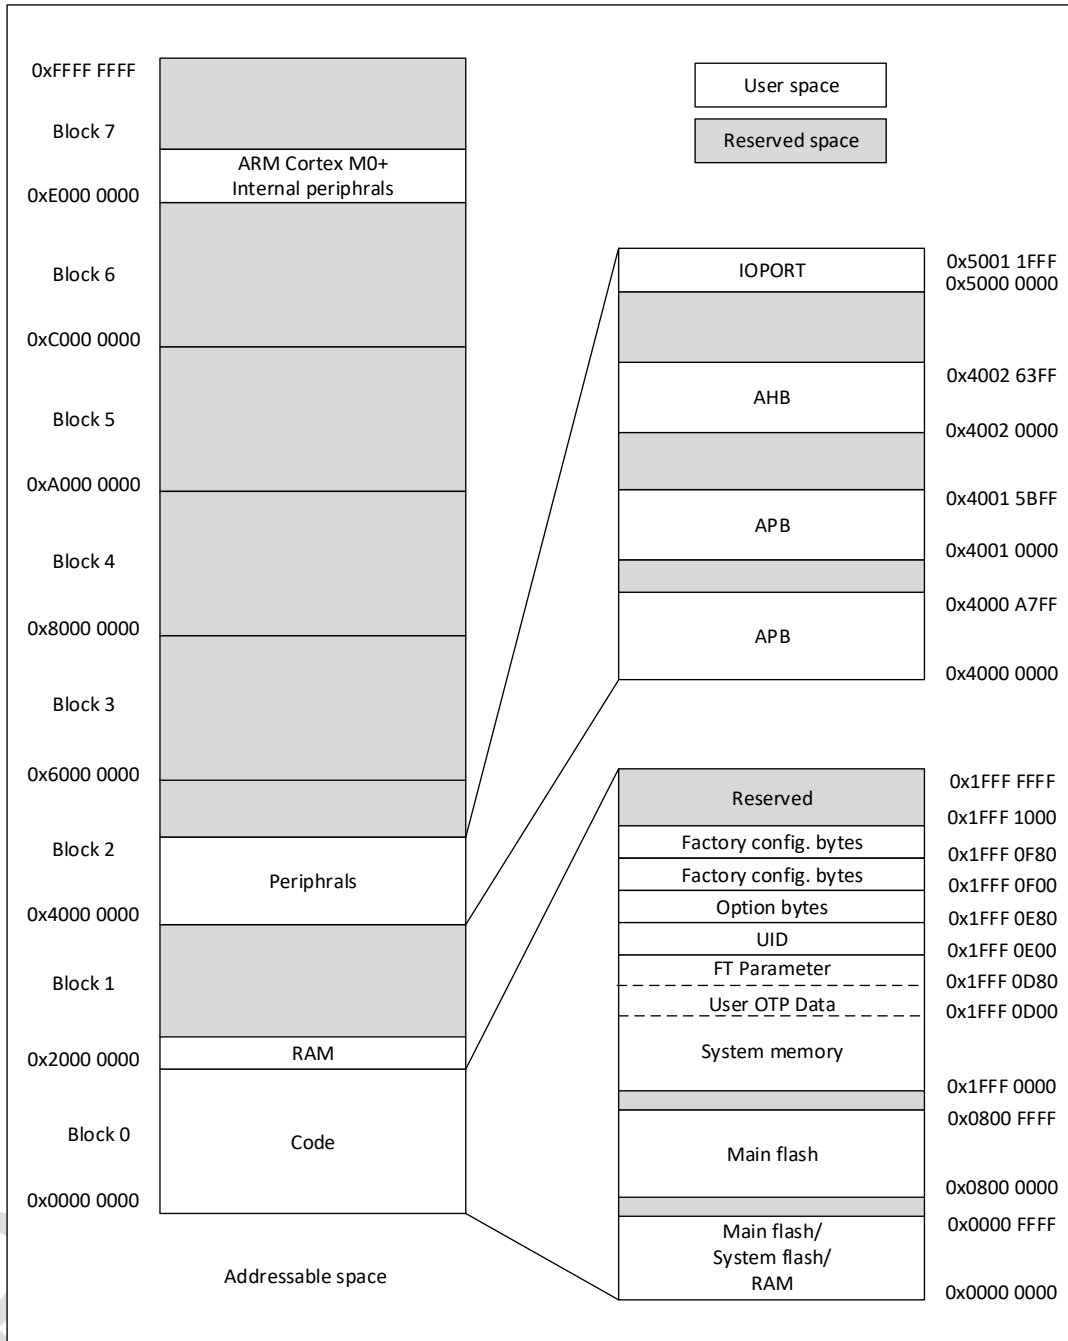 0xFFFF FFFF
Block 7
ARM Cortex M0+
Internal periphrals
0xE000 0000
Block 6
0xC000 0000
Block 5
0xA000 0000
Block 4
0x8000 0000
Block 3
0x6000 0000
Block 2
Periphrals
0x4000 0000
Block 1
0x2000 0000
RAM
Block 0
Code
0x0000 0000
Addressable space
User space
Reserved space
IOPORT
0x5001 1FFF
0x5000 0000
0x4002 63FF
AHB
0x4002 0000
0x4001 5BFF
APB
0x4001 0000
0x4000 A7FF
APB
0x4000 0000
0x1FFF FFFF
Reserved
0x1FFF 1000
Factory config. bytes
0x1FFF 0F80
Factory config. bytes
0x1FFF 0F00
Option bytes
0x1FFF 0E80
UID
0x1FFF 0E00
FT Parameter
0x1FFF 0D80
User OTP Data
0x1FFF 0D00
System memory
0x1FFF 0000
0x0800 FFFF
Main flash
0x0800 0000
0x0000 FFFF
Main flash/
System flash/
RAM
0x0000 0000